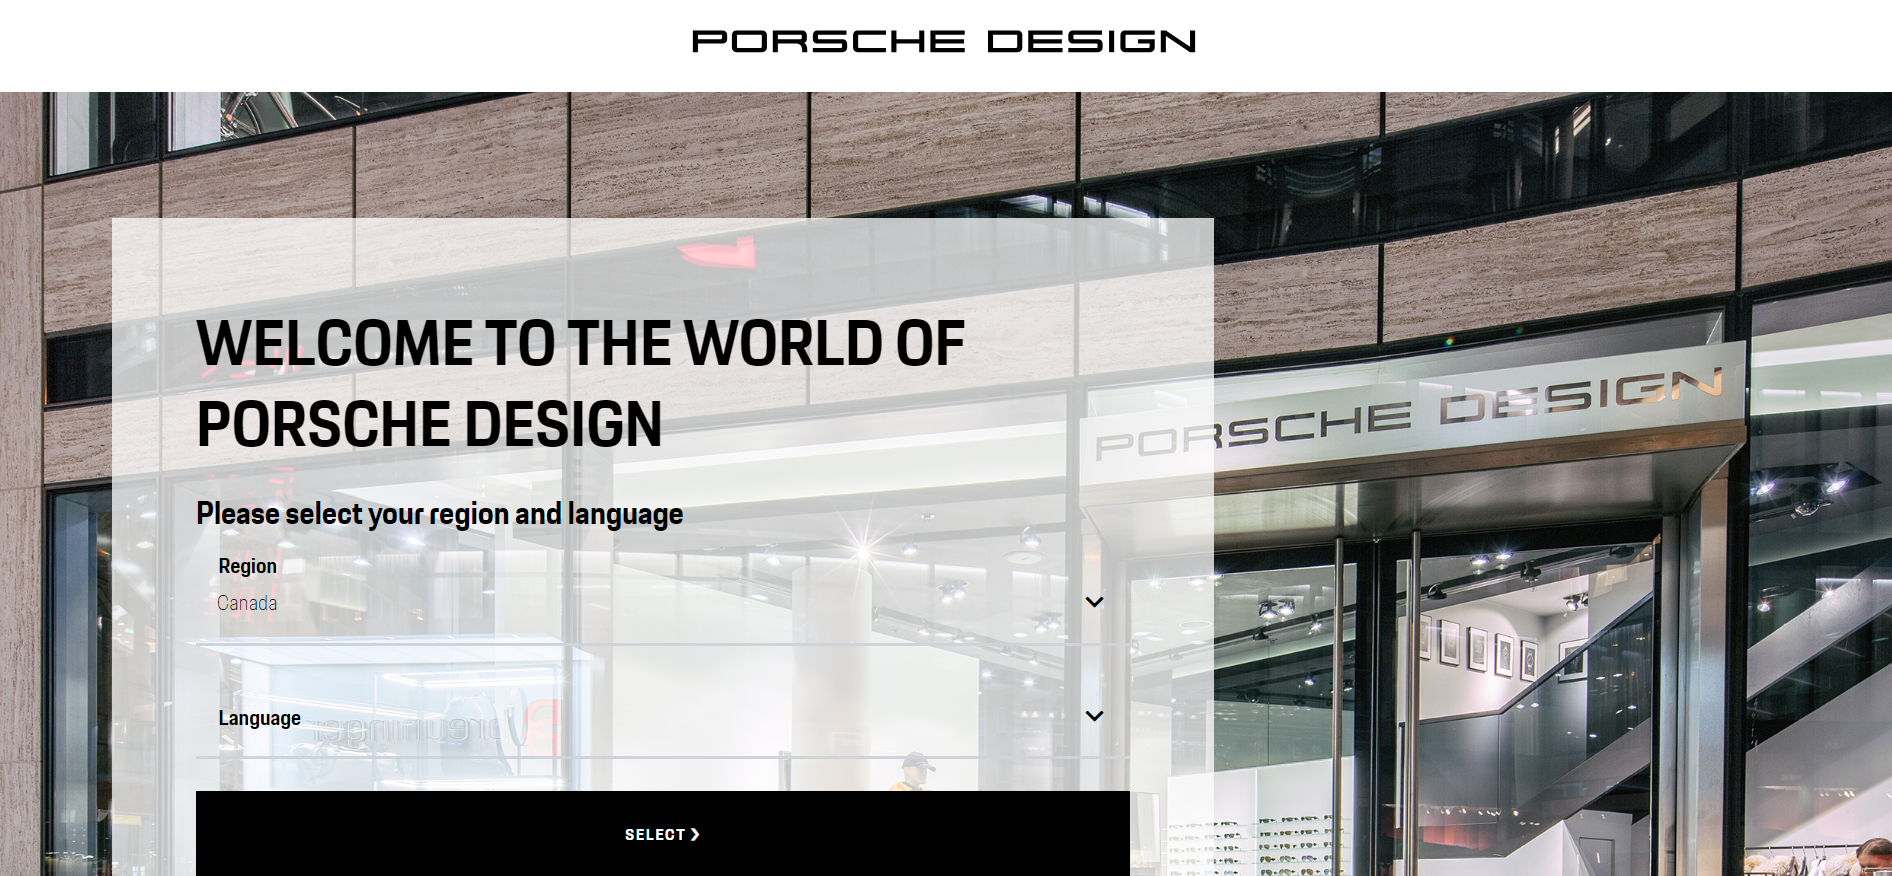 PORSCHE DESIGN
WELCOME TO THE WORLD OF
PORSCHE DESIGN
PORSCHE DESIGN
Please select your region and language
Region
Canada
Language
SELECT ❯